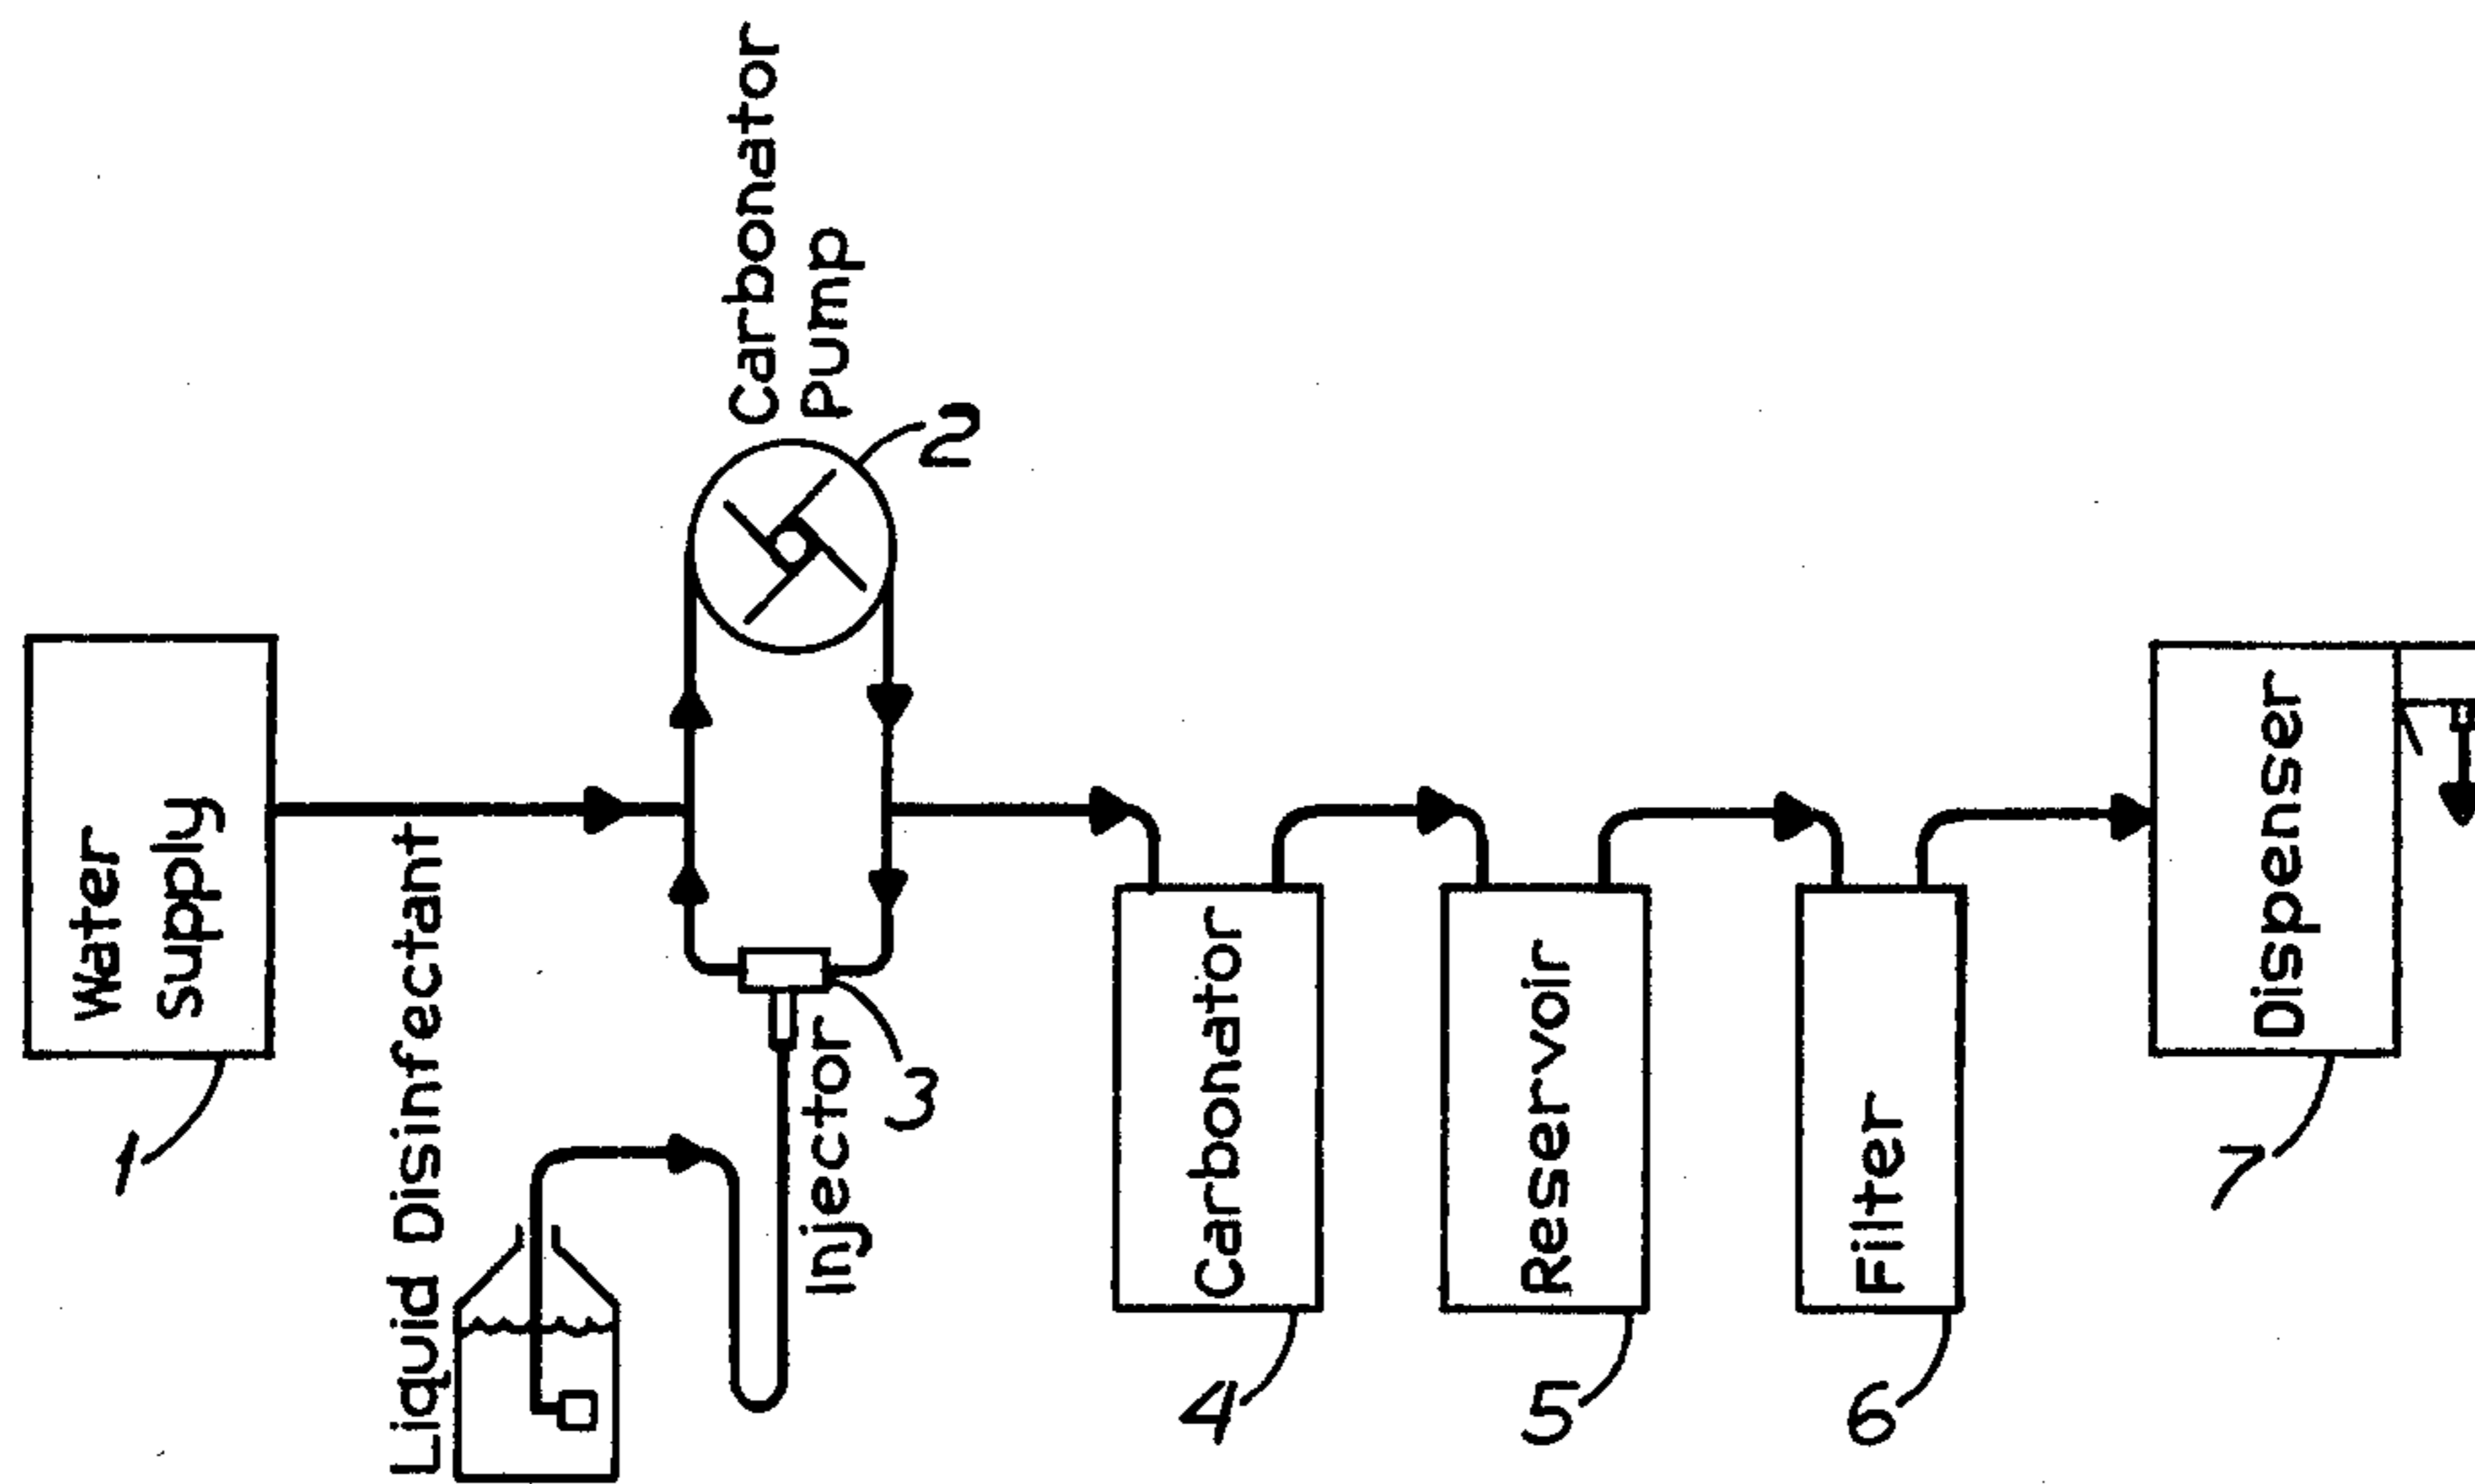 Water
Supply
1
Liquid Disinfectant
Carbonator
Pump
2
Injector
3
Carbonator
4
Reservoir
5
Filter
6
Dispenser
7